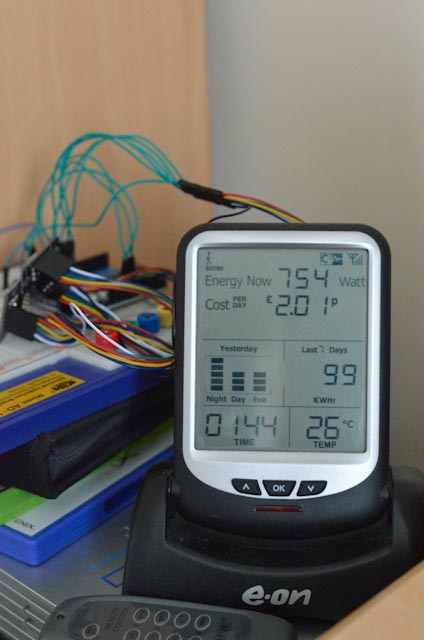 Energy Now 754 Watt
Cost PER DAY £ 2.01 p
Yesterday
Night Day Eve
Last 7 Days
99
KWHr
0144
TIME
26 °C
TEMP
OK
e·on